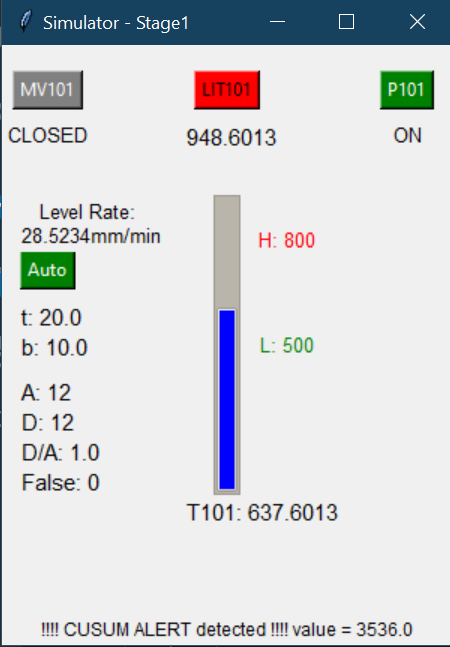 Simulator - Stage1
MV101 LIT101 P101
CLOSED 948.6013 ON
Level Rate:
28.5234mm/min
H: 800
Auto
t: 20.0
b: 10.0
L: 500
A: 12
D: 12
D/A: 1.0
False: 0
T101: 637.6013
!!!! CUSUM ALERT detected !!!! value = 3536.0